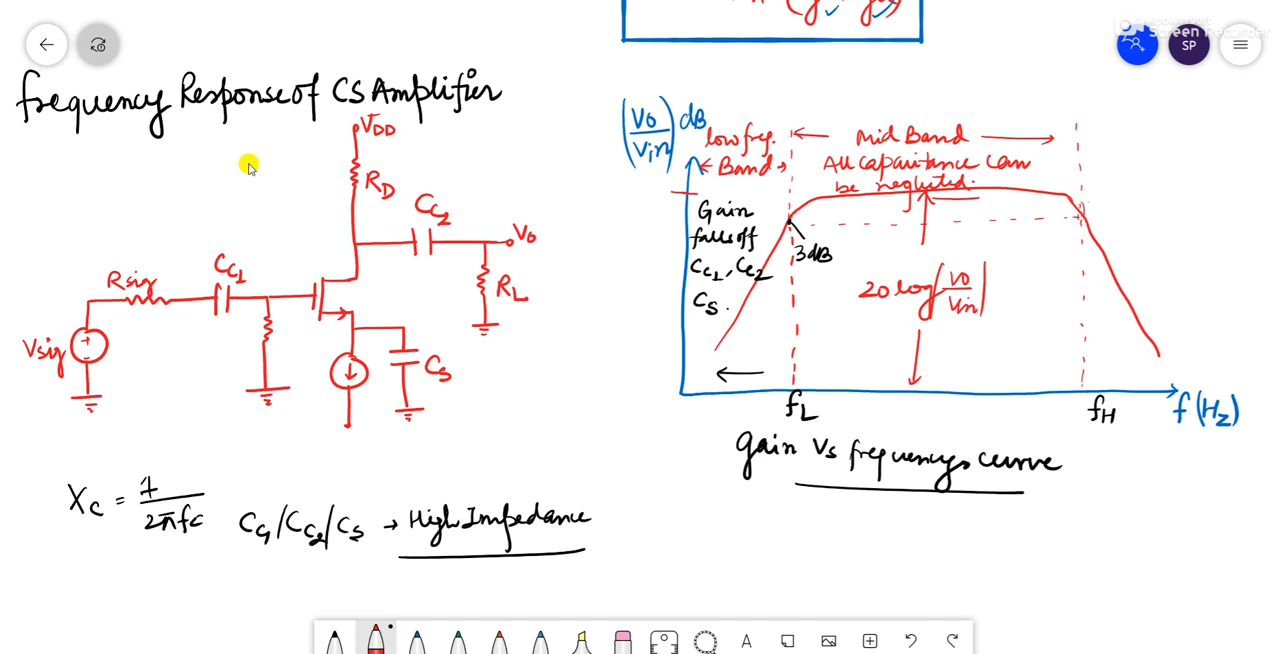 Screen Recorder
SP
frequency Response of CS Amplifier
VDD
RD
CC2
Vo
RL
Rsig
CC1
Vsig
+
-
CS
Xc = 1
2πfc
CC1/CC2/CS → High Impedance
(Vo
Vin) dB
low freq.
← Band →
← Mid Band →
All capacitance can
be neglected.
Gain
falls off
CC1, CC2
CS.
3dB
20 log|Vo
Vin|
fL
fH
f (Hz)
gain Vs frequency curve
A